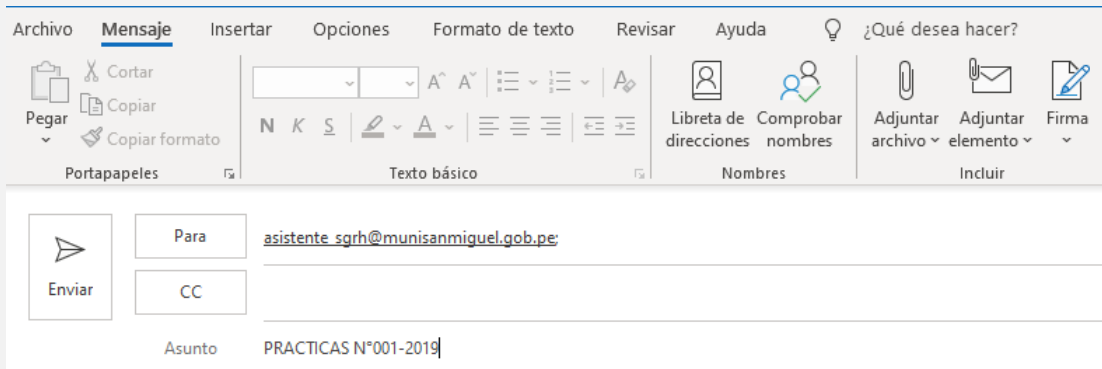 Archivo Mensaje Insertar Opciones Formato de texto Revisar Ayuda ¿Qué desea hacer?
Pegar
Cortar
Copiar
Copiar formato
Portapapeles
N K S A
Texto básico
Libreta de direcciones
Comprobar nombres
Nombres
Adjuntar archivo
Adjuntar elemento
Firma
Incluir
Enviar
Para asistente_sgrh@munisanmiguel.gob.pe;
CC
Asunto PRACTICAS N°001-2019